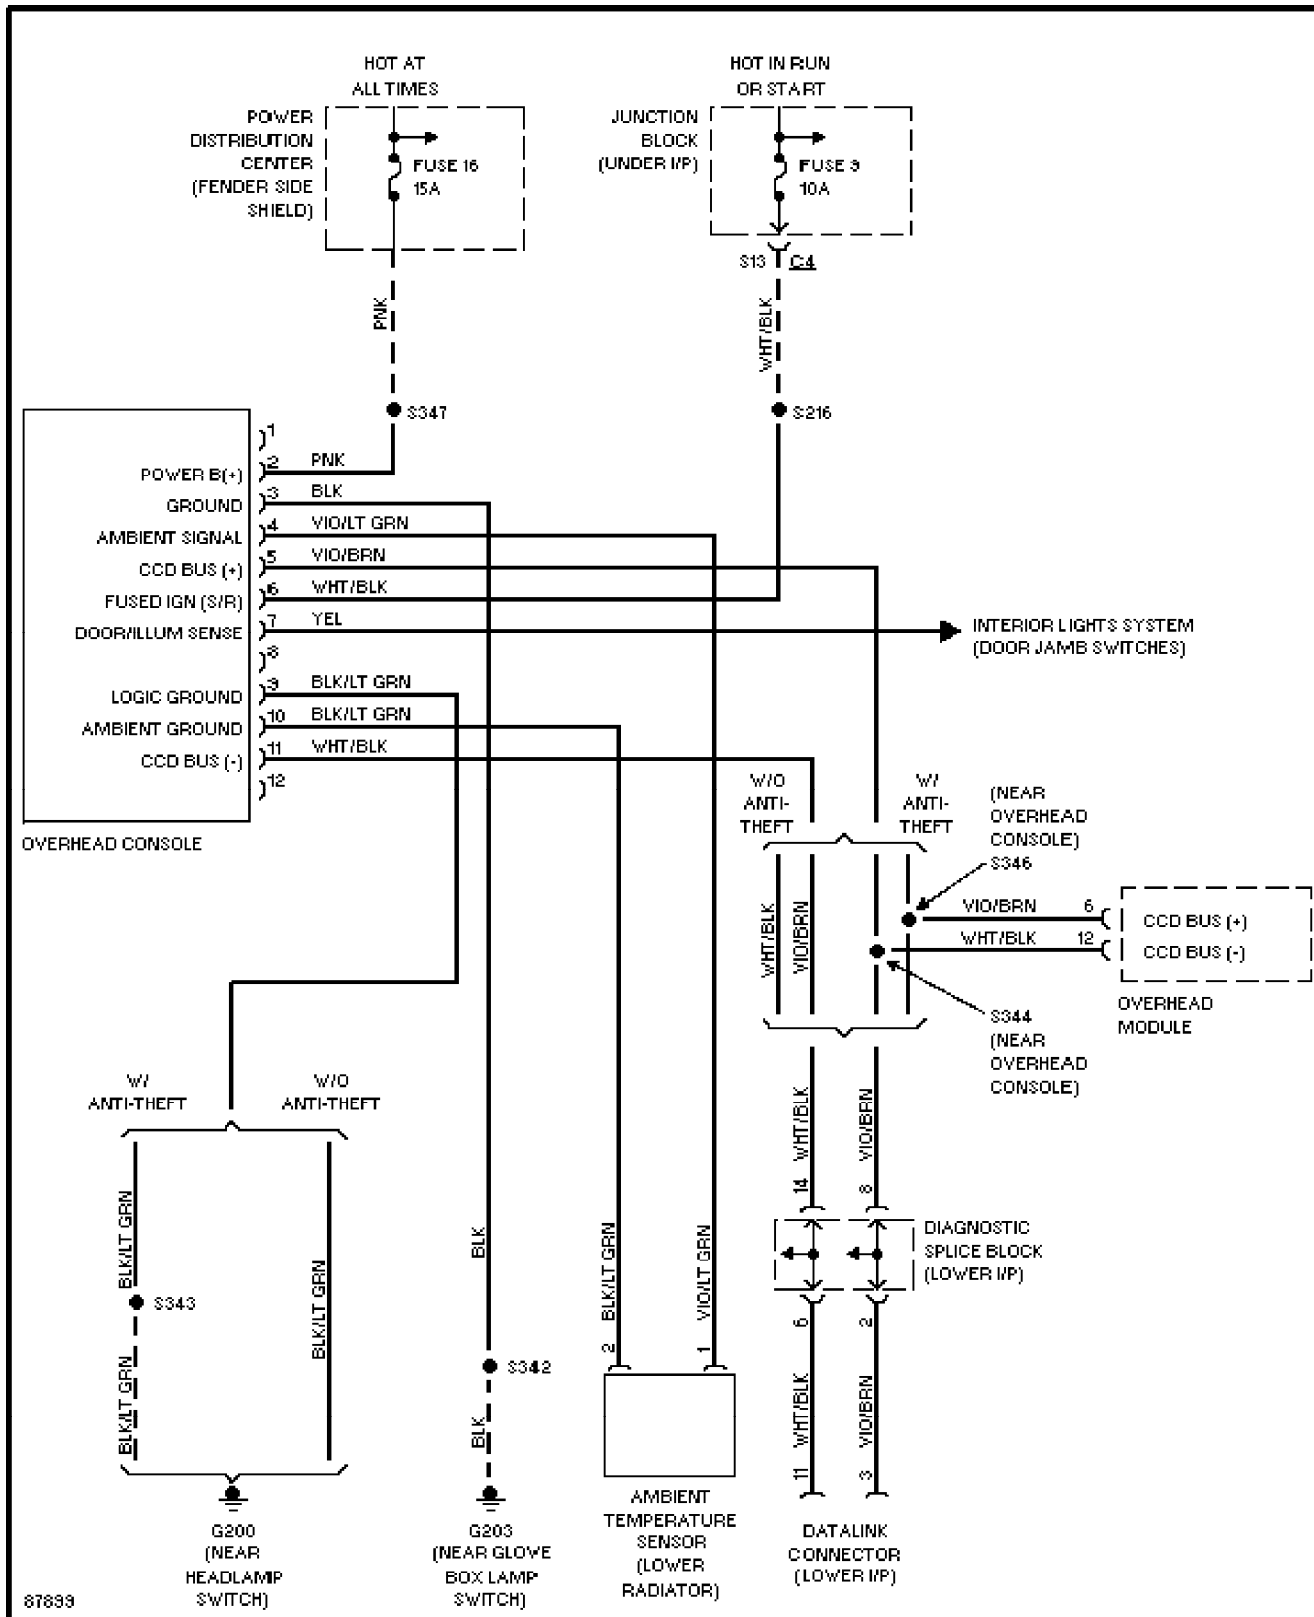 HOT AT
ALL TIMES
HOT IN RUN
OR START
POWER
DISTRIBUTION
CENTER
(FENDER SIDE
SHIELD)
FUSE 16
15A
JUNCTION
BLOCK
(UNDER I/P)
FUSE 9
10A
S13 C4
PNK
WHT/BLK
S347
S216
1
POWER B(+) 2 PNK
GROUND 3 BLK
AMBIENT SIGNAL 4 VIO/LT GRN
CCD BUS (+) 5 VIO/BRN
FUSED IGN (S/R) 6 WHT/BLK
DOOR/ILLUM SENSE 7 YEL
8
LOGIC GROUND 9 BLK/LT GRN
AMBIENT GROUND 10 BLK/LT GRN
CCD BUS (-) 11 WHT/BLK
12
OVERHEAD CONSOLE
INTERIOR LIGHTS SYSTEM
(DOOR JAMB SWITCHES)
W/O
ANTI-
THEFT
W/
ANTI-
THEFT
(NEAR
OVERHEAD
CONSOLE)
S346
WHT/BLK
VIO/BRN
VIO/BRN 6 CCD BUS (+)
WHT/BLK 12 CCD BUS (-)
OVERHEAD
MODULE
S344
(NEAR
OVERHEAD
CONSOLE)
W/
ANTI-THEFT
W/O
ANTI-THEFT
WHT/BLK
VIO/BRN
14
8
DIAGNOSTIC
SPLICE BLOCK
(LOWER I/P)
BLK/LT GRN
S343
BLK/LT GRN
BLK/LT GRN
BLK
S342
BLK
BLK/LT GRN
VIO/LT GRN
2
1
6
2
WHT/BLK
VIO/BRN
11
3
G200
(NEAR
HEADLAMP
SWITCH)
G203
(NEAR GLOVE
BOX LAMP
SWITCH)
AMBIENT
TEMPERATURE
SENSOR
(LOWER
RADIATOR)
DATALINK
CONNECTOR
(LOWER I/P)
87899